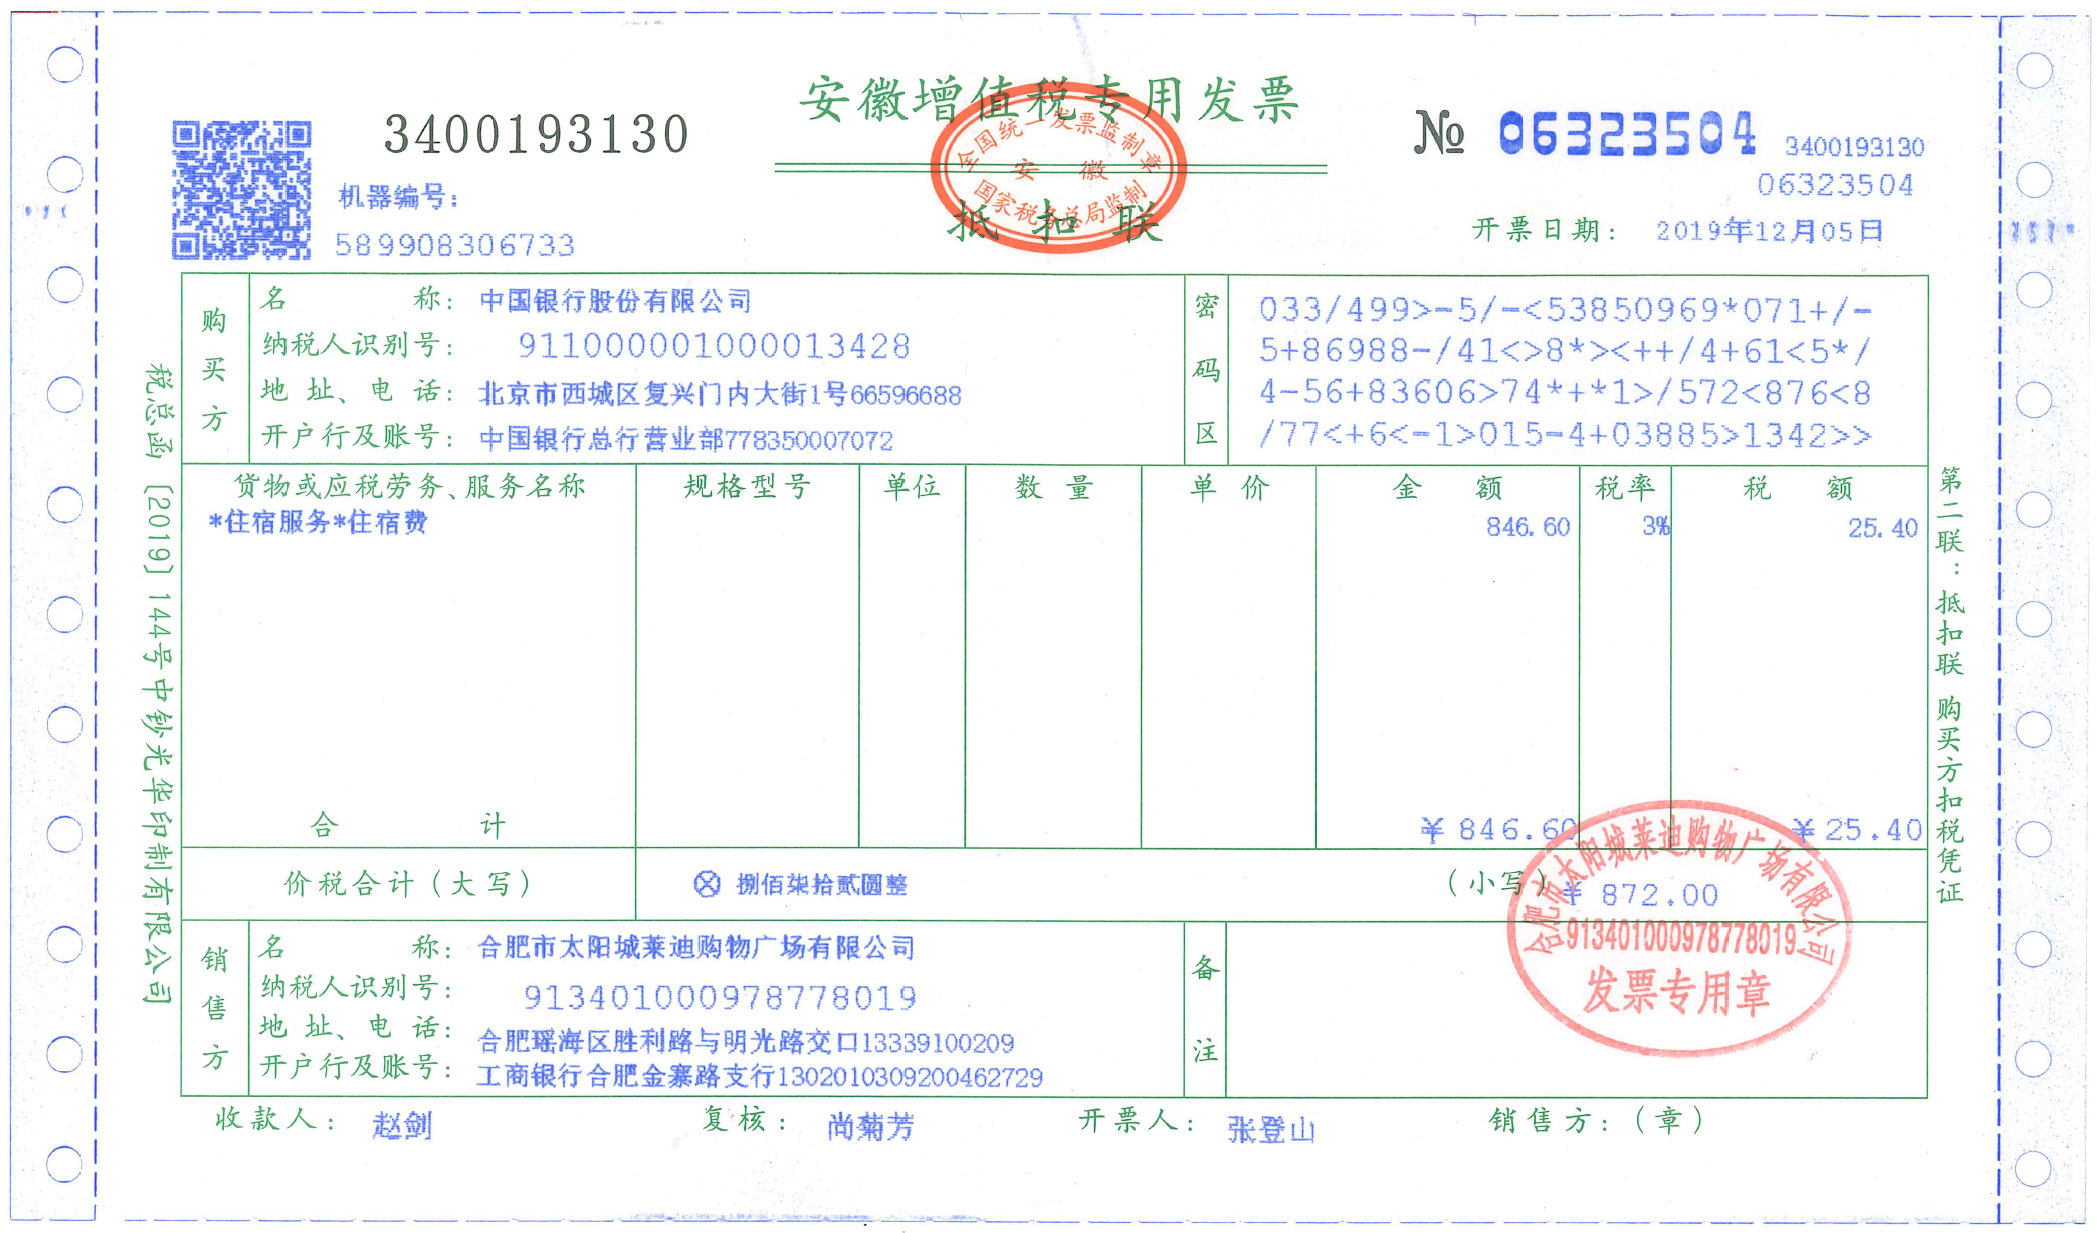 安徽增值税专用发票
3400193130
№ 06323504
3400193130
06323504
全国统一发票监制章
安 徽
国家税务总局监制
抵扣联
机器编号:
589908306733
开票日期: 2019年12月05日
购买方
名 称: 中国银行股份有限公司
纳税人识别号: 911000001000013428
地 址、电 话: 北京市西城区复兴门内大街1号66596688
开户行及账号: 中国银行总行营业部778350007072
密码区
033/499>-5/-<53850969*071+/-
5+86988-/41<>8*><++/4+61<5*/
4-56+83606>74*+*1>/572<876<8
/77<+6<-1>015-4+03885>1342>>
货物或应税劳务、服务名称 规格型号 单位 数 量 单 价 金 额 税率 税 额
*住宿服务*住宿费 846.60 3% 25.40
合 计 ¥846.60 ¥25.40
价税合计(大写) ⊗ 捌佰柒拾贰圆整 (小写) ¥ 872.00
销售方
名 称: 合肥市太阳城莱迪购物广场有限公司
纳税人识别号: 913401000978778019
地 址、电 话: 合肥瑶海区胜利路与明光路交口13339100209
开户行及账号: 工商银行合肥金寨路支行1302010309200462729
备注
合肥市太阳城莱迪购物广场有限公司
913401000978778019
发票专用章
收款人: 赵剑 复核: 尚菊芳 开票人: 张登山 销售方:(章)
税总函[2019]144号中钞光华印制有限公司
第二联:抵扣联 购买方扣税凭证